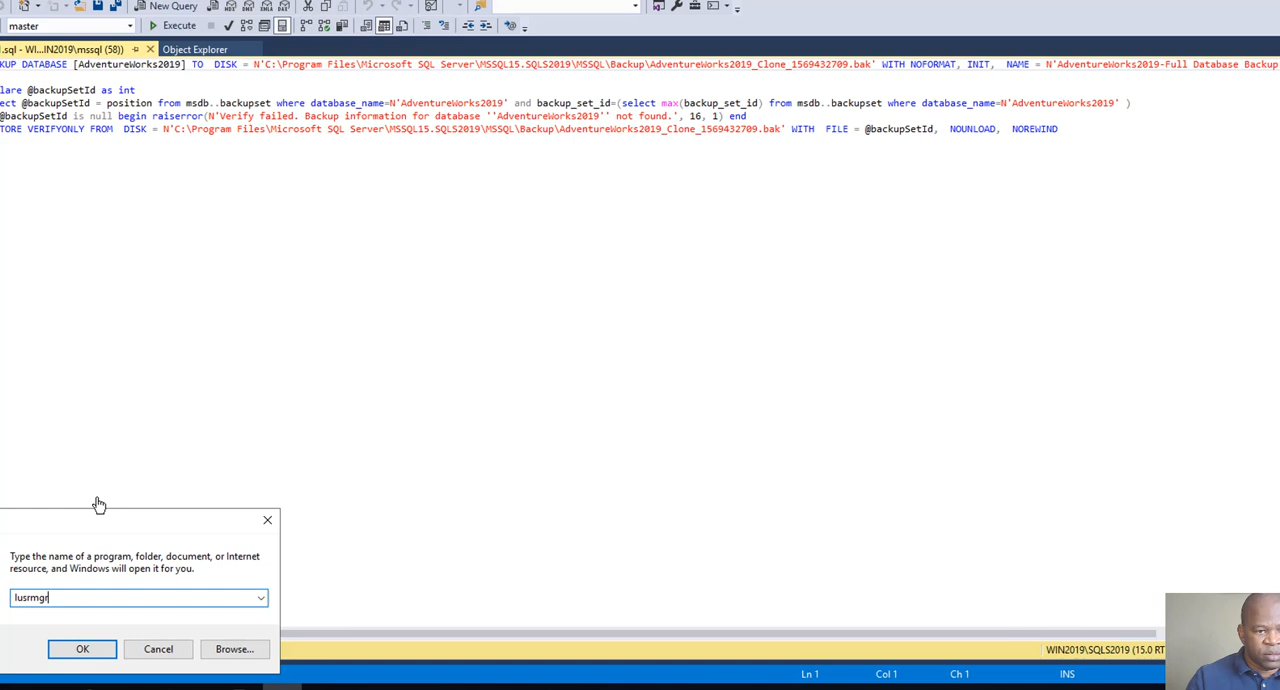 New Query
master
Execute
.sql - WI...IN2019\mssql (58))
Object Explorer
KUP DATABASE [AdventureWorks2019] TO  DISK = N'C:\Program Files\Microsoft SQL Server\MSSQL15.SQLS2019\MSSQL\Backup\AdventureWorks2019_Clone_1569432709.bak' WITH NOFORMAT, INIT,  NAME = N'AdventureWorks2019-Full Database Backup
lare @backupSetId as int
ect @backupSetId = position from msdb..backupset where database_name=N'AdventureWorks2019' and backup_set_id=(select max(backup_set_id) from msdb..backupset where database_name=N'AdventureWorks2019' )
@backupSetId is null begin raiserror(N'Verify failed. Backup information for database ''AdventureWorks2019'' not found.', 16, 1) end
TORE VERIFYONLY FROM  DISK = N'C:\Program Files\Microsoft SQL Server\MSSQL15.SQLS2019\MSSQL\Backup\AdventureWorks2019_Clone_1569432709.bak' WITH  FILE = @backupSetId,  NOUNLOAD,  NOREWIND
Type the name of a program, folder, document, or Internet
resource, and Windows will open it for you.
lusrmgr
OK
Cancel
Browse...
WIN2019\SQLS2019 (15.0 RT
Ln 1
Col 1
Ch 1
INS